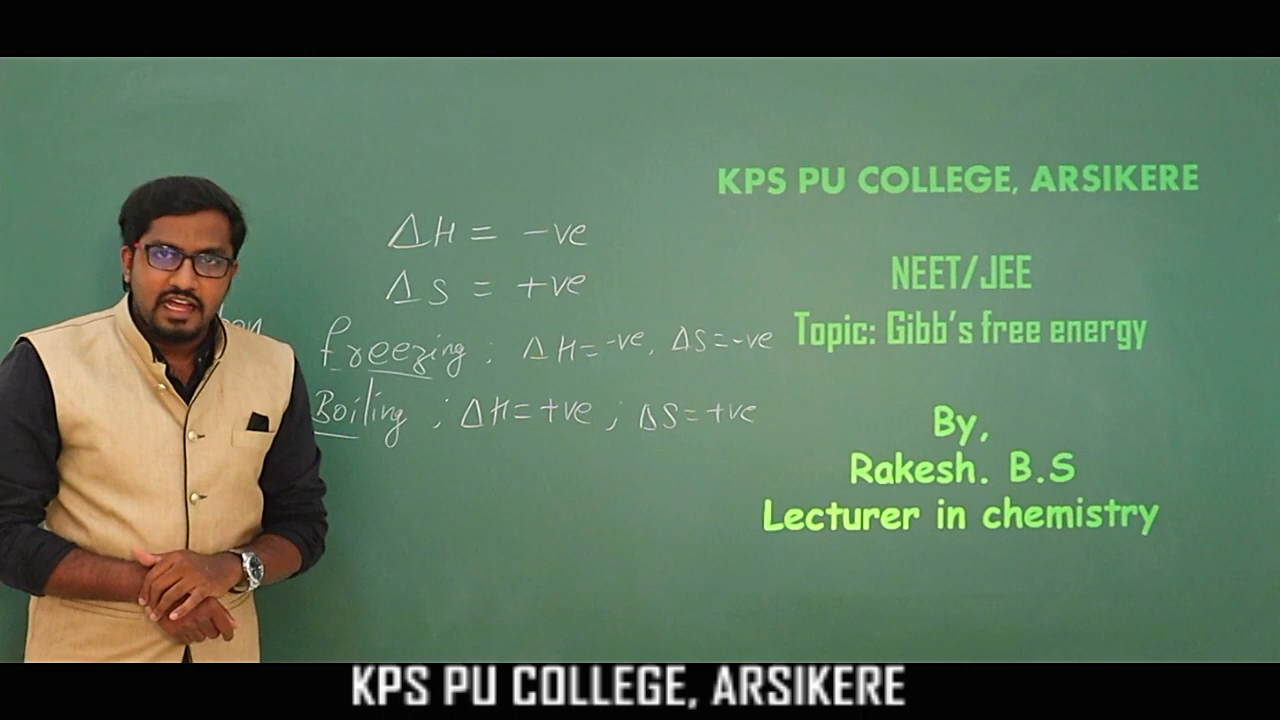 KPS PU COLLEGE, ARSIKERE
NEET/JEE
Topic: Gibb's free energy
By,
Rakesh. B.S
Lecturer in chemistry
ΔH = -ve
ΔS = +ve
freezing : ΔH=-ve, ΔS=-ve
Boiling ; ΔH=+ve ; ΔS=+ve
KPS PU COLLEGE, ARSIKERE